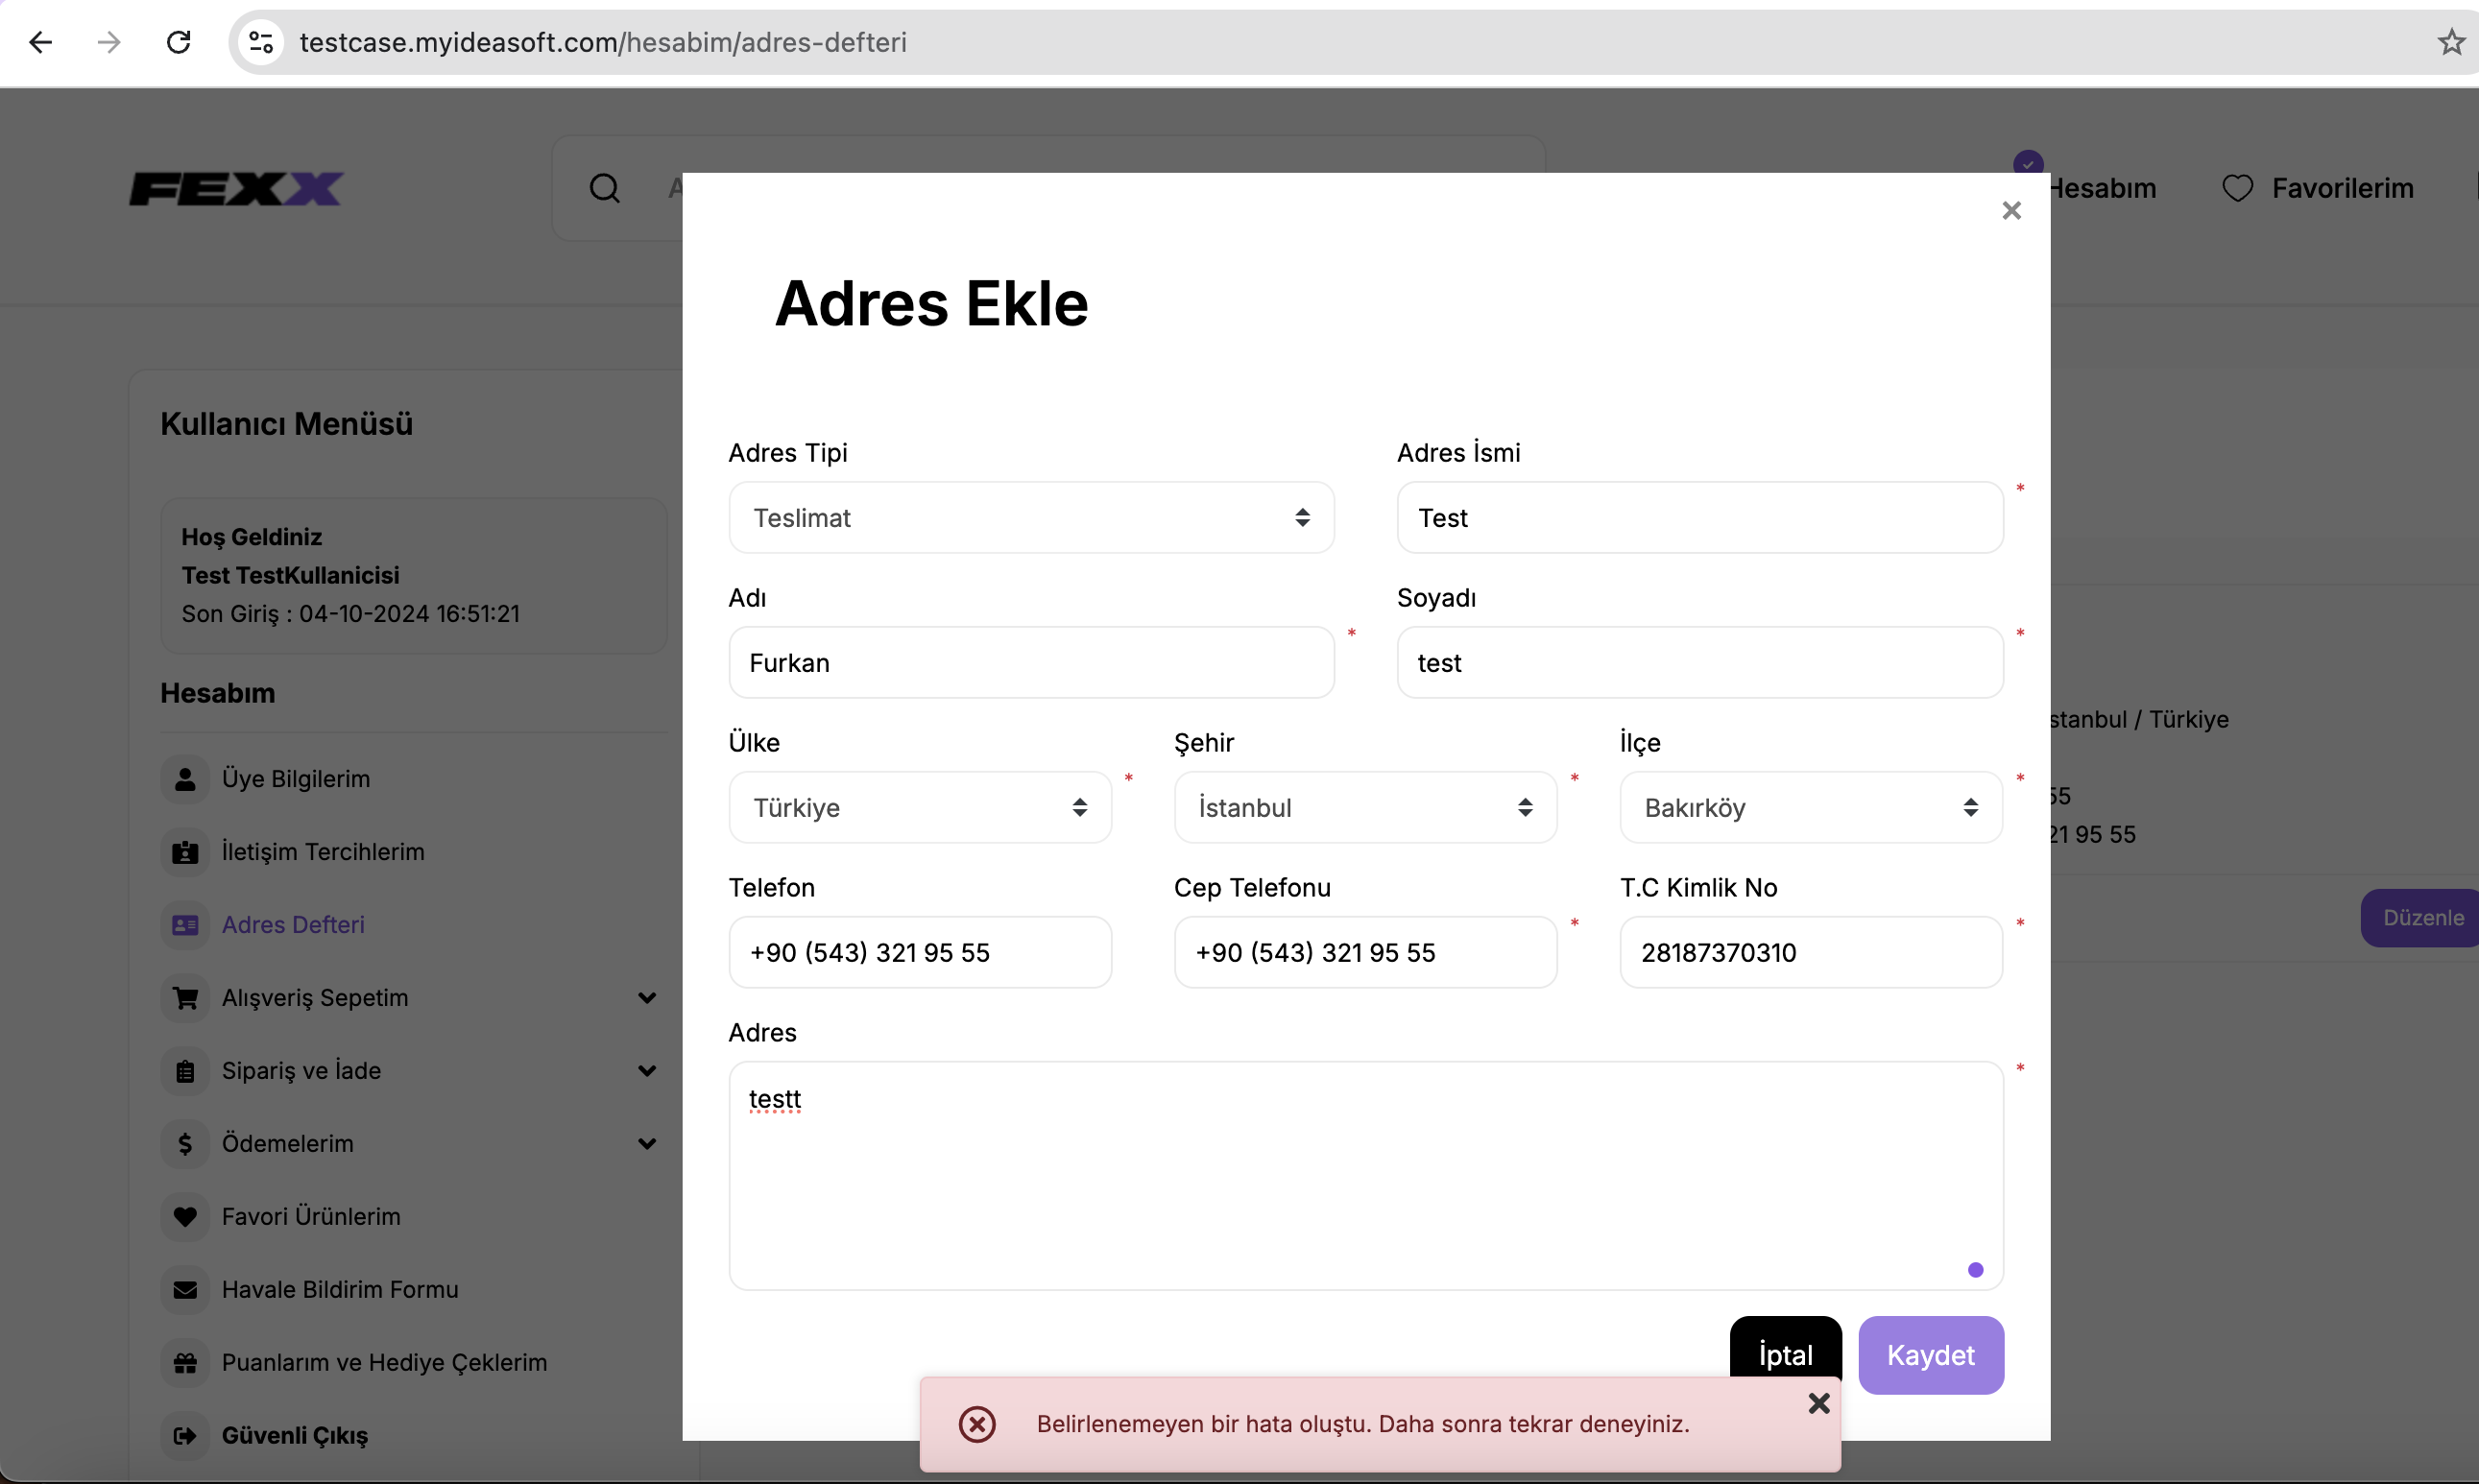 testcase.myideasoft.com/hesabim/adres-defteri
FEXX
Hesabım
Favorilerim
Adres Ekle
Kullanıcı Menüsü
Hoş Geldiniz
Test TestKullanicisi
Son Giriş : 04-10-2024 16:51:21
Hesabım
Üye Bilgilerim
İletişim Tercihlerim
Adres Defteri
Alışveriş Sepetim
Sipariş ve İade
Ödemelerim
Favori Ürünlerim
Havale Bildirim Formu
Puanlarım ve Hediye Çeklerim
Güvenli Çıkış
Adres Tipi
Teslimat
Adres İsmi
Test *
Adı
Furkan *
Soyadı
test *
Ülke
Türkiye *
Şehir
İstanbul *
İlçe
Bakırköy *
Telefon
+90 (543) 321 95 55
Cep Telefonu
+90 (543) 321 95 55 *
T.C Kimlik No
28187370310 *
Adres
testt *
İptal
Kaydet
Belirlenemeyen bir hata oluştu. Daha sonra tekrar deneyiniz.
stanbul / Türkiye
55
21 95 55
Düzenle